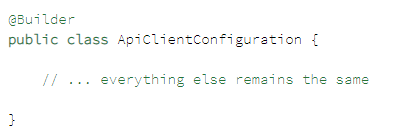 @Builder
public class ApiClientConfiguration {
    // ... everything else remains the same
}